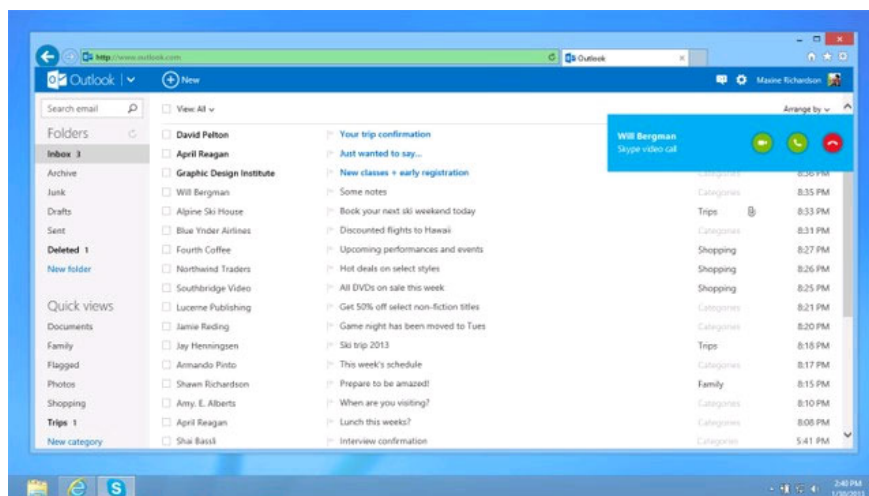 http://www.outlook.com
Outlook
Outlook
New
Maxine Richardson
Search email
View: All
Arrange by
Folders
Inbox 3
Archive
Junk
Drafts
Sent
Deleted 1
New folder
Quick views
Documents
Family
Flagged
Photos
Shopping
Trips 1
New category
Will Bergman
Skype video call
David Pelton Your trip confirmation
April Reagan Just wanted to say...
Graphic Design Institute New classes + early registration Categories 8:36 PM
Will Bergman Some notes Categories 8:35 PM
Alpine Ski House Book your next ski weekend today Trips 8:33 PM
Blue Ynder Airlines Discounted flights to Hawaii Categories 8:31 PM
Fourth Coffee Upcoming performances and events Shopping 8:27 PM
Northwind Traders Hot deals on select styles Shopping 8:26 PM
Southbridge Video All DVDs on sale this week Shopping 8:25 PM
Lucerne Publishing Get 50% off select non-fiction titles Categories 8:21 PM
Jamie Reding Game night has been moved to Tues Categories 8:20 PM
Jay Henningsen Ski trip 2013 Trips 8:18 PM
Armando Pinto This week's schedule Categories 8:17 PM
Shawn Richardson Prepare to be amazed! Family 8:15 PM
Amy. E. Alberts When are you visiting? Categories 8:10 PM
April Reagan Lunch this weeks? Categories 8:08 PM
Shai Bassli Interview confirmation Categories 5:41 PM
2:40 PM
1/30/2013